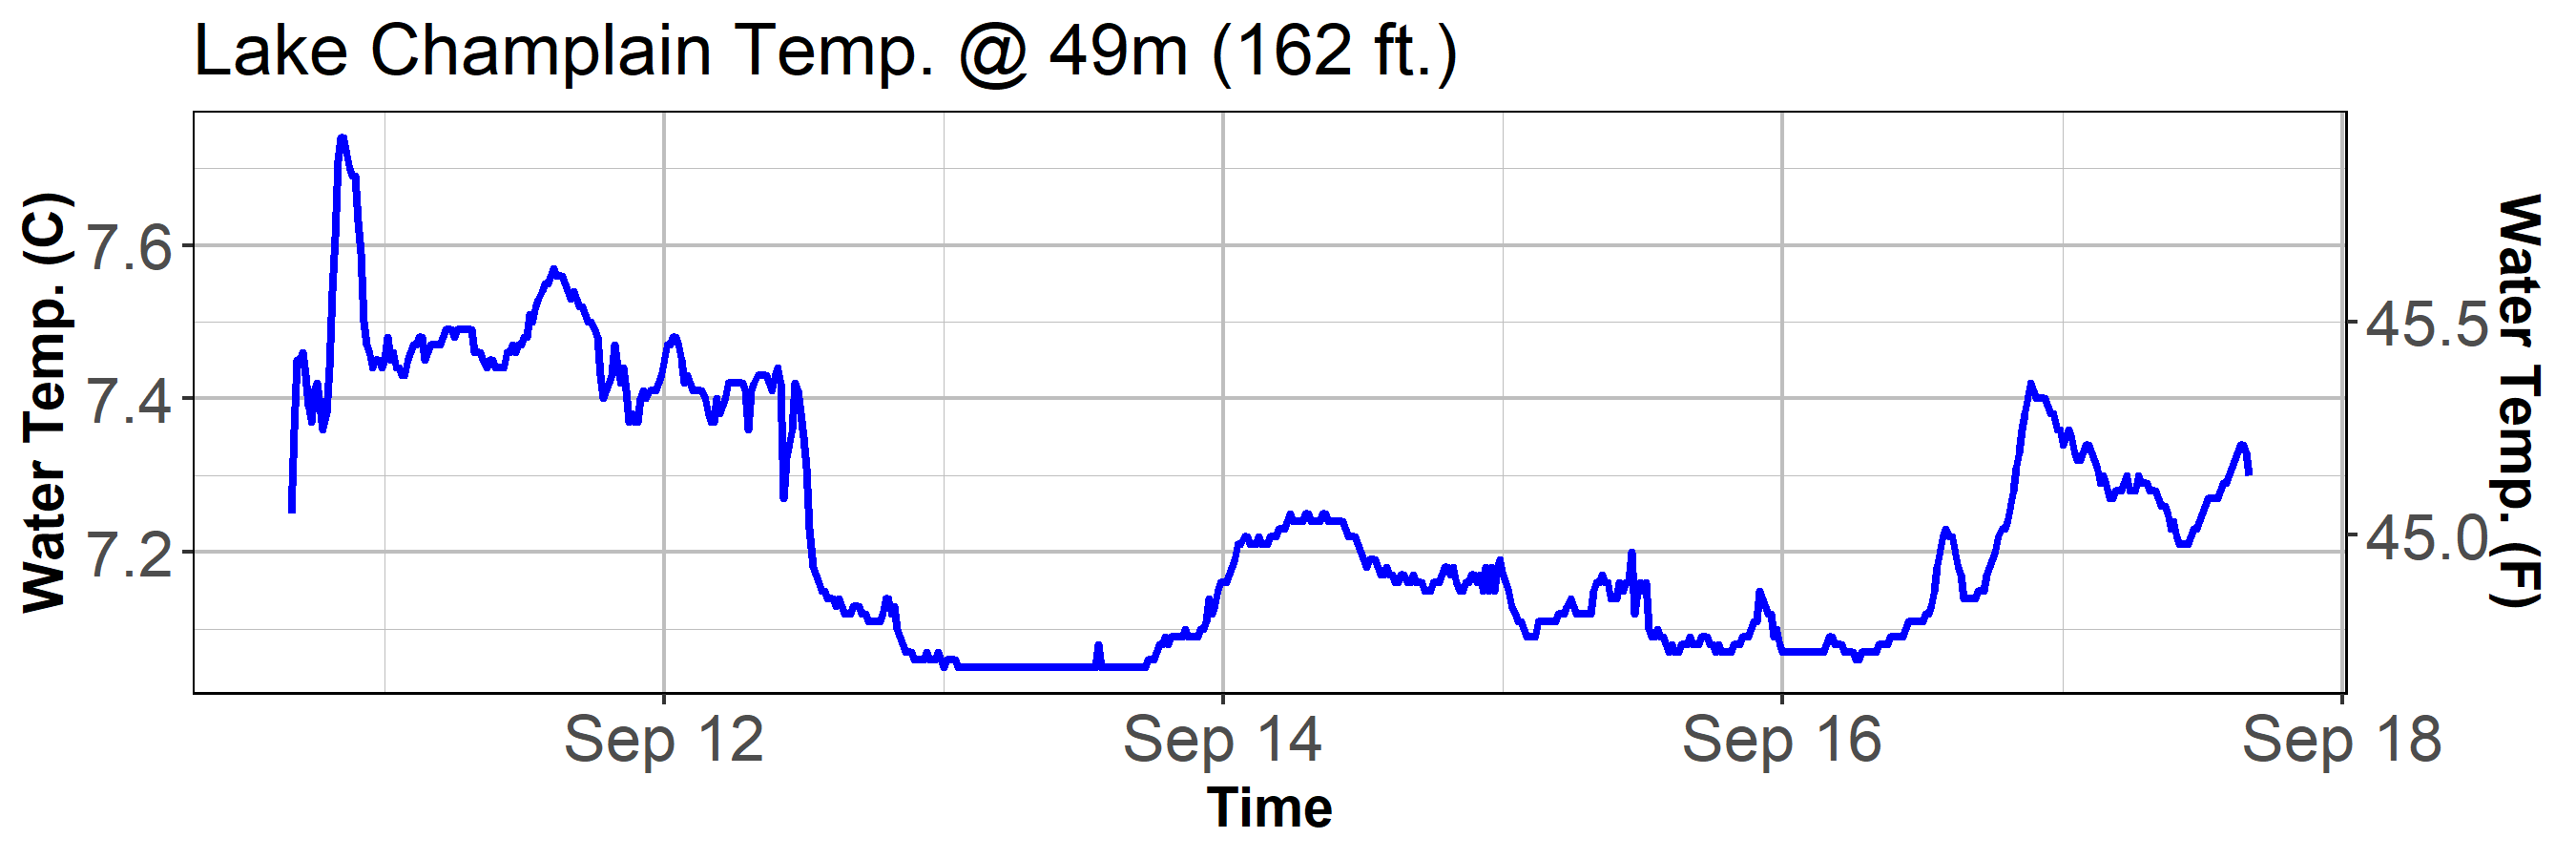 Lake Champlain Temp. @ 49m (162 ft.)
Water Temp. (C)
7.6
7.4
7.2
45.5
45.0
Water Temp. (F)
Sep 12
Sep 14
Sep 16
Sep 18
Time